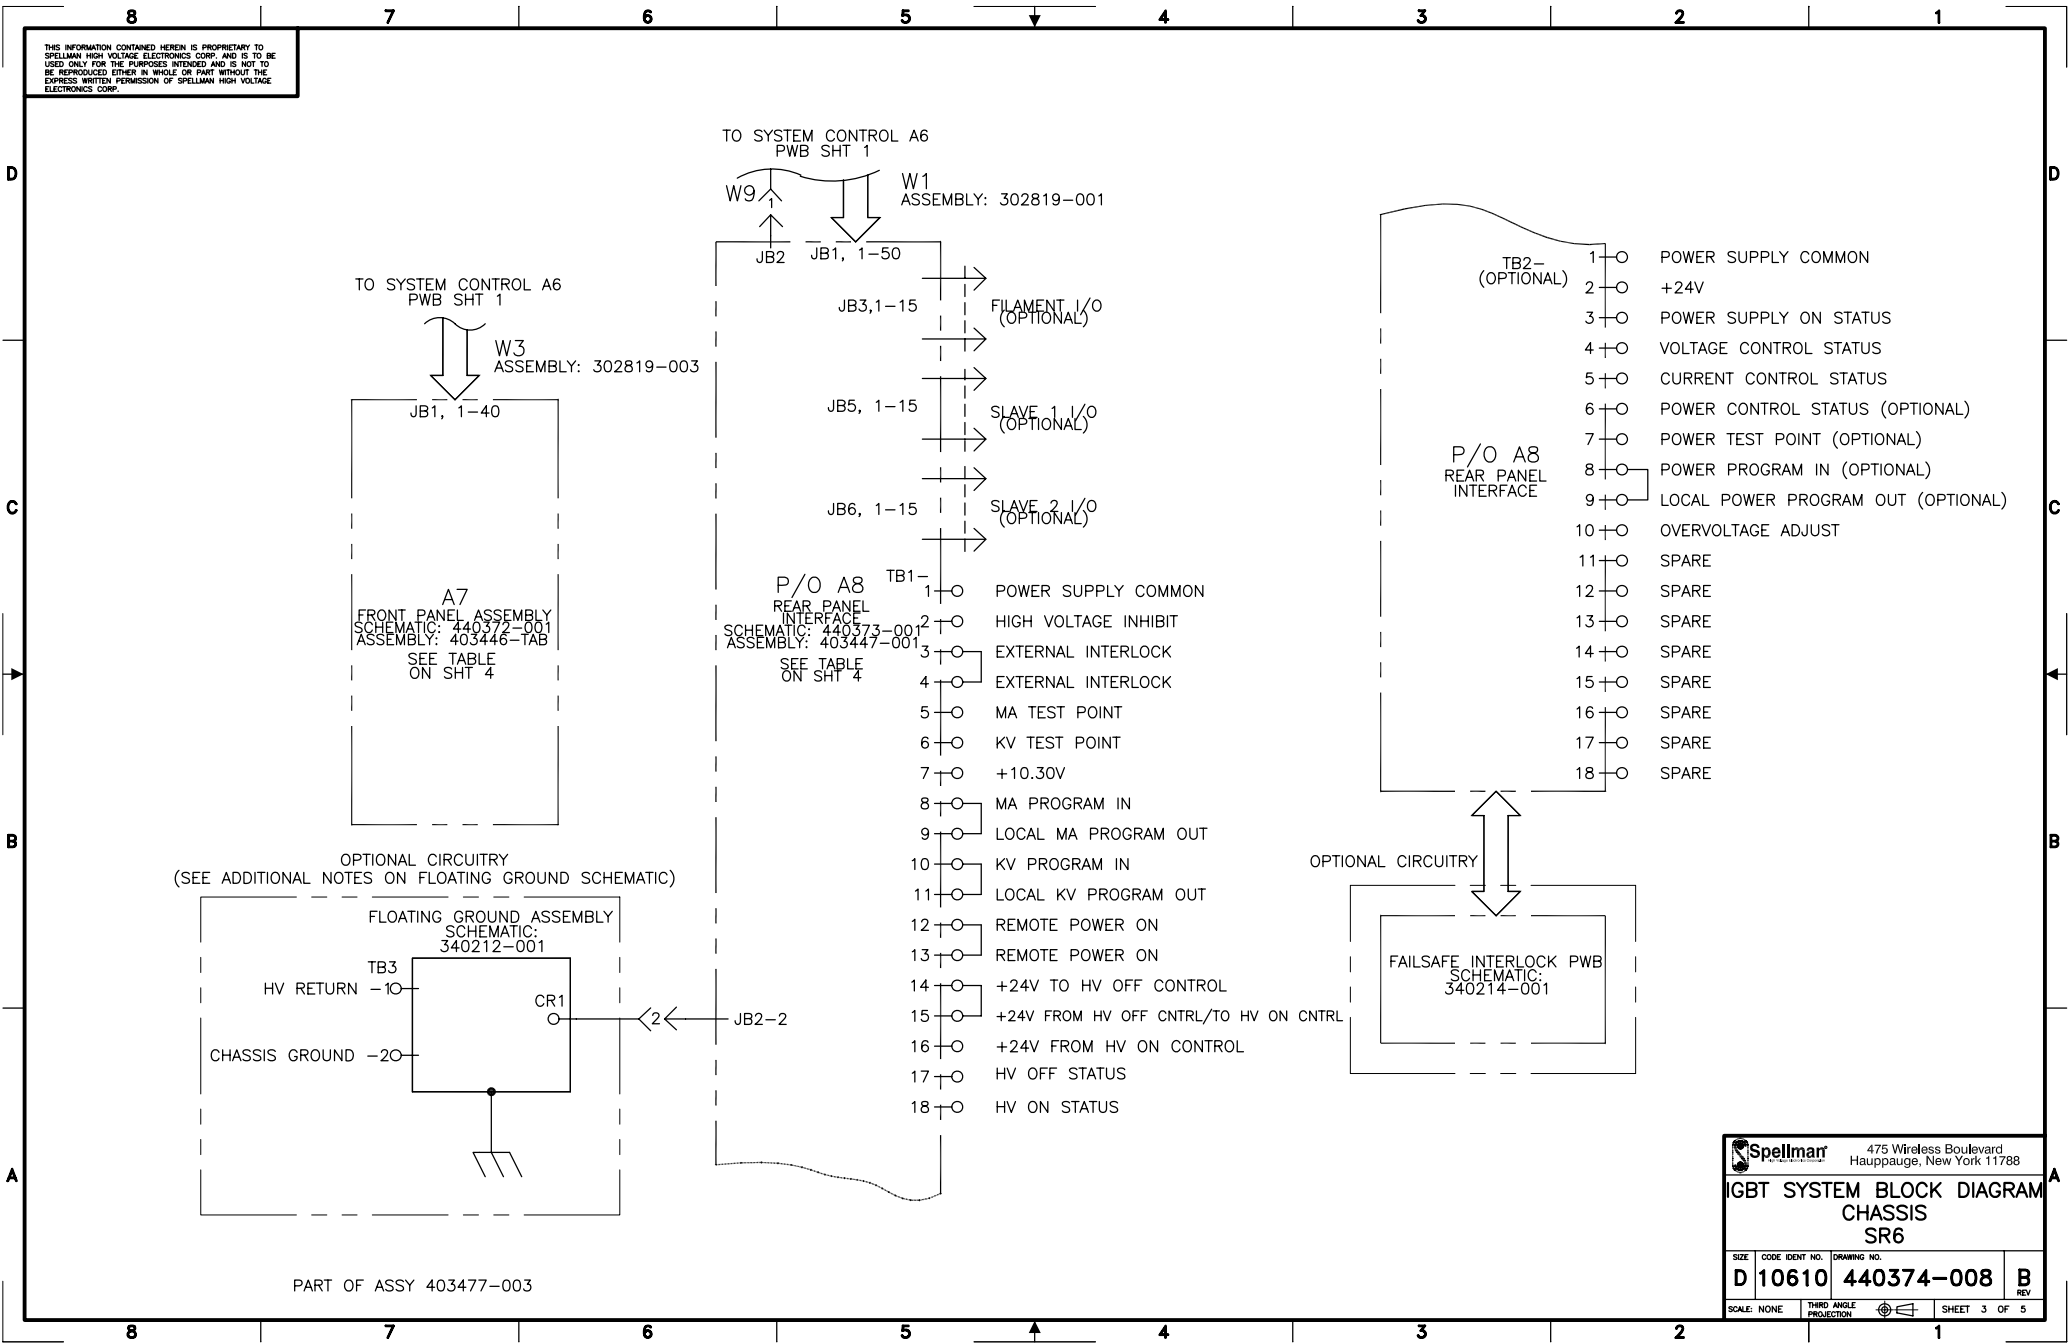 8 7 6 5 4 3 2 1
THIS INFORMATION CONTAINED HEREIN IS PROPRIETARY TO
SPELLMAN HIGH VOLTAGE ELECTRONICS CORP. AND IS TO BE
USED ONLY FOR THE PURPOSES INTENDED AND IS NOT TO
BE REPRODUCED EITHER IN WHOLE OR PART WITHOUT THE
EXPRESS WRITTEN PERMISSION OF SPELLMAN HIGH VOLTAGE
ELECTRONICS CORP.
D
C
B
A
TO SYSTEM CONTROL A6
PWB SHT 1
W3
ASSEMBLY: 302819-003
JB1, 1-40
A7
FRONT PANEL ASSEMBLY
SCHEMATIC: 440372-001
ASSEMBLY: 403446-TAB
SEE TABLE
ON SHT 4
OPTIONAL CIRCUITRY
(SEE ADDITIONAL NOTES ON FLOATING GROUND SCHEMATIC)
FLOATING GROUND ASSEMBLY
SCHEMATIC:
340212-001
TB3
HV RETURN -1
CR1
CHASSIS GROUND -2
2
JB2-2
PART OF ASSY 403477-003
TO SYSTEM CONTROL A6
PWB SHT 1
W9
1
W1
ASSEMBLY: 302819-001
JB2
JB1, 1-50
JB3,1-15
FILAMENT I/O
(OPTIONAL)
JB5, 1-15
SLAVE 1 I/O
(OPTIONAL)
JB6, 1-15
SLAVE 2 I/O
(OPTIONAL)
P/O A8
REAR PANEL
INTERFACE
SCHEMATIC: 440373-001
ASSEMBLY: 403447-001
SEE TABLE
ON SHT 4
TB1-
1 POWER SUPPLY COMMON
2 HIGH VOLTAGE INHIBIT
3 EXTERNAL INTERLOCK
4 EXTERNAL INTERLOCK
5 MA TEST POINT
6 KV TEST POINT
7 +10.30V
8 MA PROGRAM IN
9 LOCAL MA PROGRAM OUT
10 KV PROGRAM IN
11 LOCAL KV PROGRAM OUT
12 REMOTE POWER ON
13 REMOTE POWER ON
14 +24V TO HV OFF CONTROL
15 +24V FROM HV OFF CNTRL/TO HV ON CNTRL
16 +24V FROM HV ON CONTROL
17 HV OFF STATUS
18 HV ON STATUS
TB2-
(OPTIONAL)
P/O A8
REAR PANEL
INTERFACE
1 POWER SUPPLY COMMON
2 +24V
3 POWER SUPPLY ON STATUS
4 VOLTAGE CONTROL STATUS
5 CURRENT CONTROL STATUS
6 POWER CONTROL STATUS (OPTIONAL)
7 POWER TEST POINT (OPTIONAL)
8 POWER PROGRAM IN (OPTIONAL)
9 LOCAL POWER PROGRAM OUT (OPTIONAL)
10 OVERVOLTAGE ADJUST
11 SPARE
12 SPARE
13 SPARE
14 SPARE
15 SPARE
16 SPARE
17 SPARE
18 SPARE
OPTIONAL CIRCUITRY
FAILSAFE INTERLOCK PWB
SCHEMATIC:
340214-001
D
C
B
A
Spellman
475 Wireless Boulevard
Hauppauge, New York 11788
IGBT SYSTEM BLOCK DIAGRAM
CHASSIS
SR6
SIZE CODE IDENT NO. DRAWING NO.
D 10610 440374-008 B
REV
SCALE: NONE
THIRD ANGLE
PROJECTION
SHEET 3 OF 5
8 7 6 5 4 3 2 1